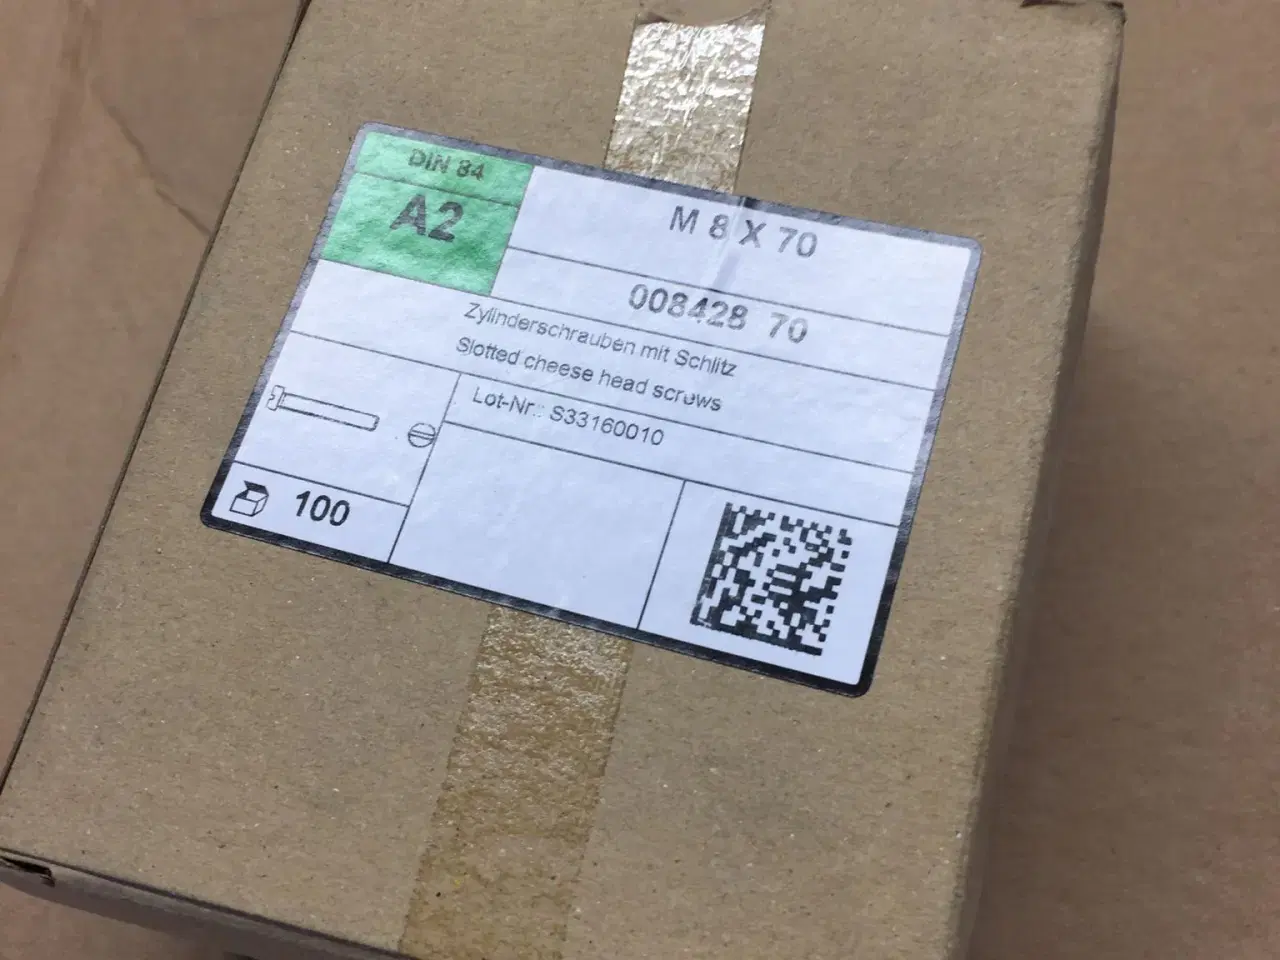 DIN 84
A2
M 8 X 70
008428 70
Zylinderschrauben mit Schlitz
Slotted cheese head screws
Lot-Nr.: S33160010
100